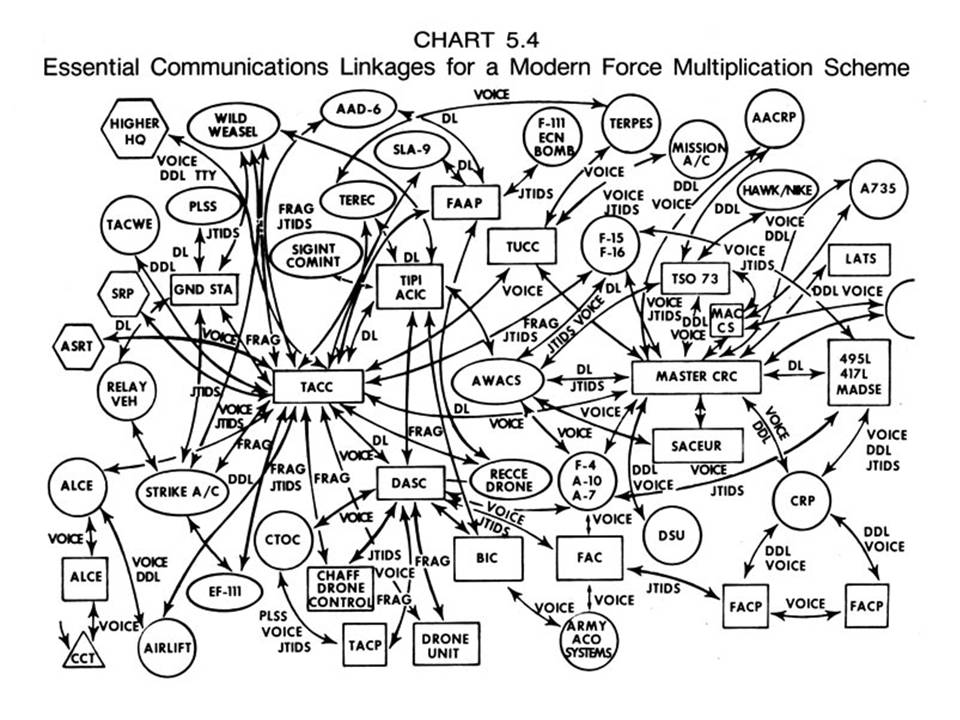 CHART 5.4
Essential Communications Linkages for a Modern Force Multiplication Scheme
HIGHER
HQ
WILD
WEASEL
AAD-6
VOICE
DL
F-111
ECN
BOMB
TERPES
AACRP
MISSION
A/C
SLA-9
DL
VOICE
DDL TTY
PLSS
TEREC
FAAP
JTIDS
VOICE
VOICE
JTIDS
DDL
VOICE
HAWK/NIKE
A735
TACWE
JTIDS
FRAG
JTIDS
DDL
VOICE
DDL
SIGINT
COMINT
TUCC
F-15
F-16
VOICE
JTIDS
LATS
DL
DDL
DL
TIPI
ACIC
TSO 73
SRP
GND STA
VOICE
DL
VOICE
JTIDS
DDL
VOICE
MAC
CS
DDL VOICE
DL
VOICE
FRAG
DL
FRAG
JTIDS
JTIDS VOICE
ASRT
RELAY
VEH
TACC
AWACS
DL
JTIDS
MASTER CRC
DL
495L
417L
MADSE
JTIDS
VOICE
JTIDS
DL
VOICE
VOICE
DDL
FRAG
VOICE
DL
FRAG
VOICE
VOICE
SACEUR
VOICE
DDL
JTIDS
ALCE
STRIKE A/C
DDL
FRAG
JTIDS
FRAG
DASC
RECCE
DRONE
F-4
A-10
A-7
DDL
VOICE
VOICE
JTIDS
CRP
VOICE
CTOC
VOICE
VOICE
JTIDS
VOICE
DSU
VOICE
DDL
ALCE
JTIDS
VOICE
FRAG
BIC
FAC
DDL
VOICE
DDL
VOICE
EF-111
CHAFF
DRONE
CONTROL
FRAG
JTIDS
FACP
VOICE
FACP
VOICE
PLSS
VOICE
JTIDS
VOICE
VOICE
CCT
AIRLIFT
TACP
DRONE
UNIT
ARMY
ACO
SYSTEMS